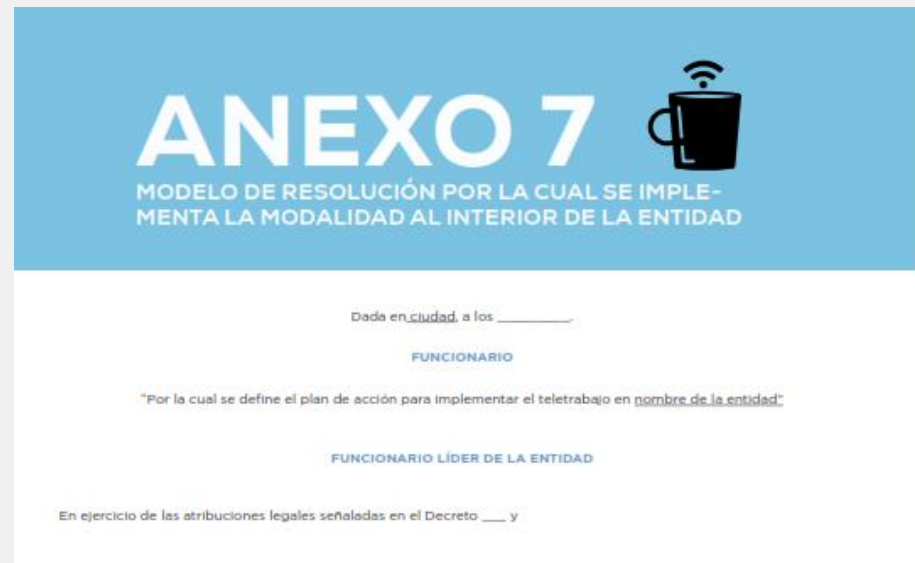 ANEXO 7
MODELO DE RESOLUCIÓN POR LA CUAL SE IMPLE-
MENTA LA MODALIDAD AL INTERIOR DE LA ENTIDAD
Dada en ciudad, a los __________.
FUNCIONARIO
"Por la cual se define el plan de acción para implementar el teletrabajo en nombre de la entidad"
FUNCIONARIO LÍDER DE LA ENTIDAD
En ejercicio de las atribuciones legales señaladas en el Decreto ___ y